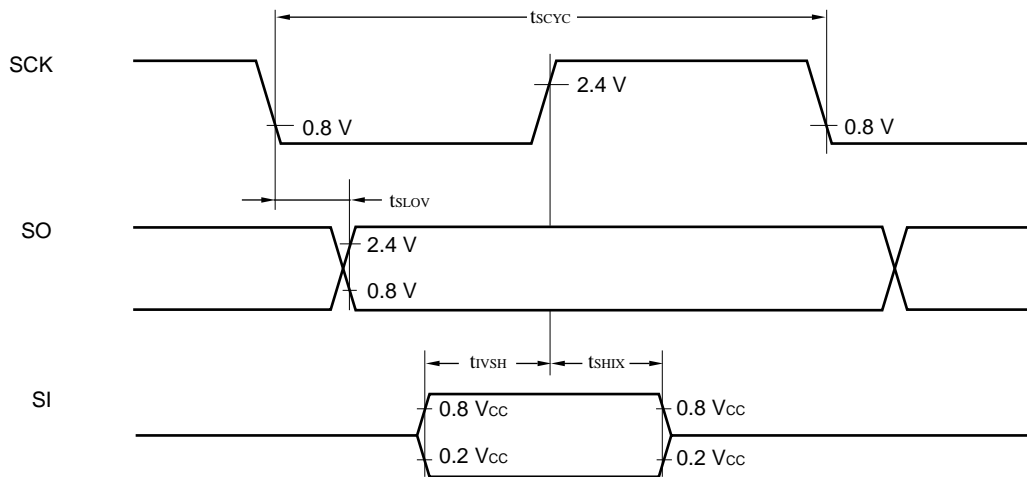 tSCYC
SCK
2.4 V
0.8 V
0.8 V
tSLOV
SO
2.4 V
0.8 V
tIVSH
tSHIX
SI
0.8 VCC
0.8 VCC
0.2 VCC
0.2 VCC